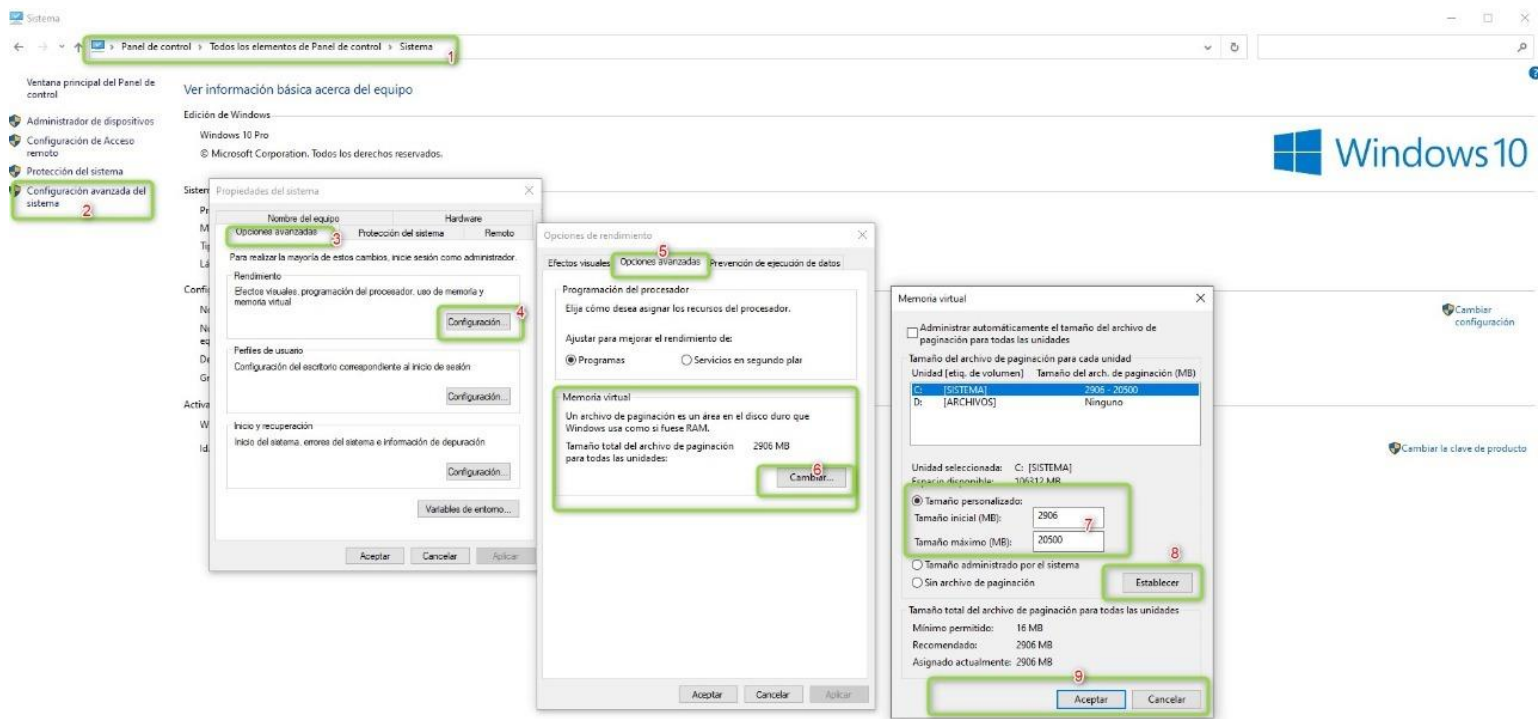 Sistema
Panel de control > Todos los elementos de Panel de control > Sistema
1
Ventana principal del Panel de
control
Administrador de dispositivos
Configuración de Acceso
remoto
Protección del sistema
Configuración avanzada del
sistema
2
Ver información básica acerca del equipo
Edición de Windows
Windows 10 Pro
© Microsoft Corporation. Todos los derechos reservados.
Windows 10
Cambiar
configuración
Cambiar la clave de producto
Propiedades del sistema
Nombre del equipo Hardware
Opciones avanzadas 3 Protección del sistema Remoto
Para realizar la mayoría de estos cambios, inicie sesión como administrador.
Rendimiento
Efectos visuales, programación del procesador, uso de memoria y
memoria virtual
Configuración... 4
Perfiles de usuario
Configuración del escritorio correspondiente al inicio de sesión
Configuración...
Inicio y recuperación
Inicio del sistema, errores del sistema e información de depuración
Configuración...
Variables de entorno...
Aceptar Cancelar Aplicar
Opciones de rendimiento
5
Efectos visuales Opciones avanzadas Prevención de ejecución de datos
Programación del procesador
Elija cómo desea asignar los recursos del procesador.
Ajustar para mejorar el rendimiento de:
Programas Servicios en segundo plar
Memoria virtual
Un archivo de paginación es un área en el disco duro que
Windows usa como si fuese RAM.
Tamaño total del archivo de paginación 2906 MB
para todas las unidades:
6
Cambiar...
Aceptar Cancelar Aplicar
Memoria virtual
Administrar automáticamente el tamaño del archivo de
paginación para todas las unidades
Tamaño del archivo de paginación para cada unidad
Unidad [etiq. de volumen] Tamaño del arch. de paginación (MB)
C: [SISTEMA] 2906 - 20500
D: [ARCHIVOS] Ninguno
Unidad seleccionada: C: [SISTEMA]
Espacio disponible: 106312 MB
Tamaño personalizado:
Tamaño inicial (MB): 2906
7
Tamaño máximo (MB): 20500
8
Tamaño administrado por el sistema
Sin archivo de paginación Establecer
Tamaño total del archivo de paginación para todas las unidades
Mínimo permitido: 16 MB
Recomendado: 2906 MB
Asignado actualmente: 2906 MB
9
Aceptar Cancelar